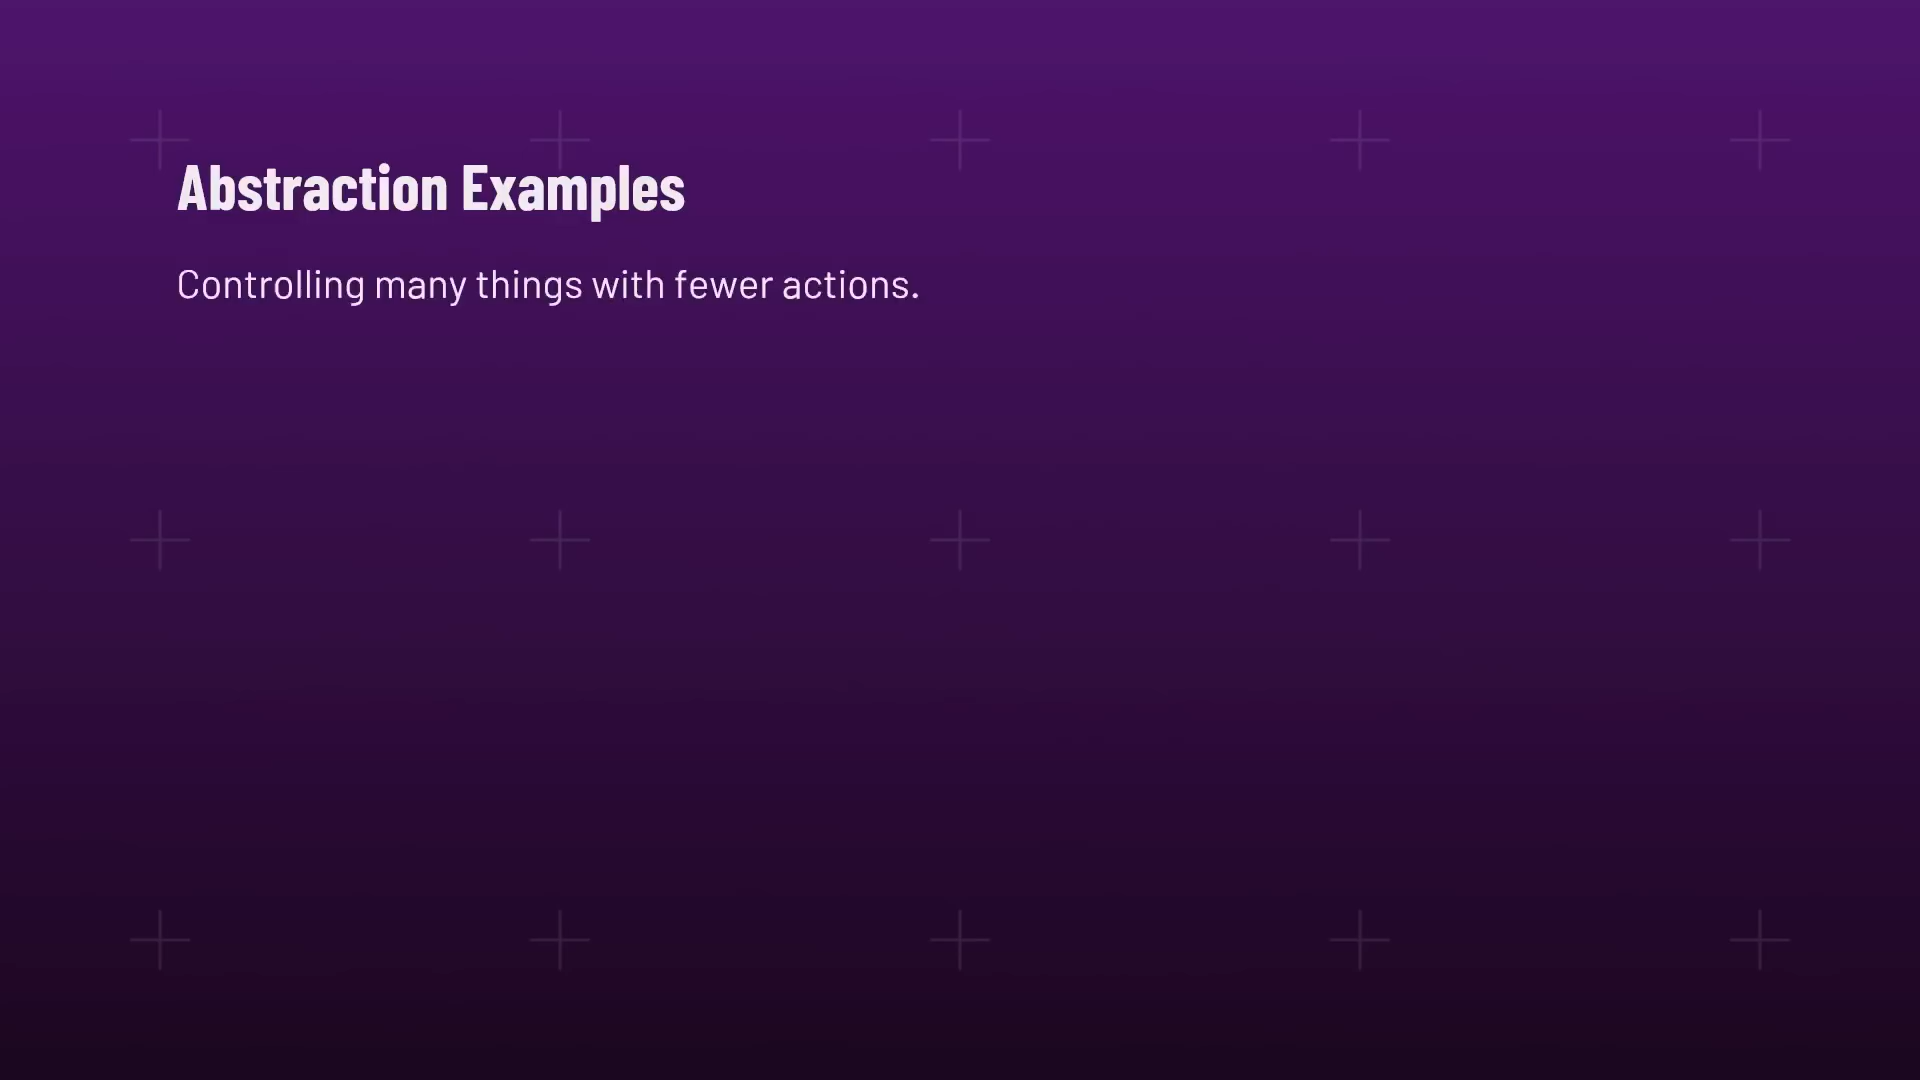 Abstraction Examples
Controlling many things with fewer actions.